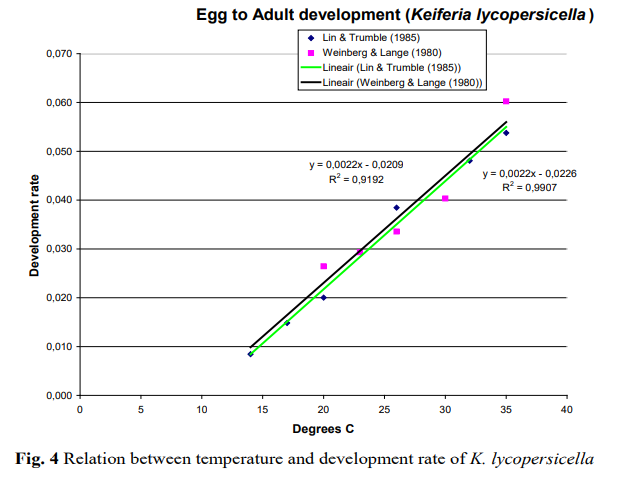 Egg to Adult development (Keiferia lycopersicella )
Lin & Trumble (1985)
Weinberg & Lange (1980)
Lineair (Lin & Trumble (1985))
Lineair (Weinberg & Lange (1980))
0,070
0,060
0,050
0,040
0,030
0,020
0,010
0,000
Development rate
y = 0,0022x - 0,0209
R² = 0,9192
y = 0,0022x - 0,0226
R² = 0,9907
0 5 10 15 20 25 30 35 40
Degrees C
Fig. 4 Relation between temperature and development rate of K. lycopersicella